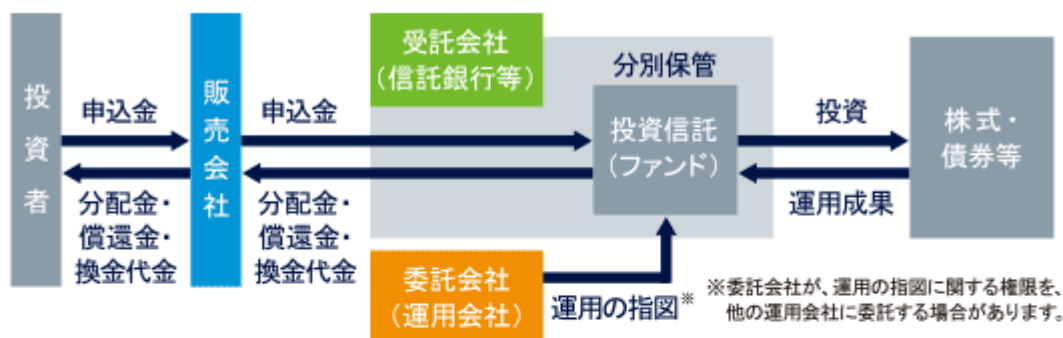 投資者
申込金
分配金・
償還金・
換金代金
販売会社
申込金
分配金・
償還金・
換金代金
受託会社
（信託銀行等）
分別保管
投資信託
（ファンド）
委託会社
（運用会社）
運用の指図※
投資
運用成果
株式・
債券等
※委託会社が、運用の指図に関する権限を、
他の運用会社に委託する場合があります。